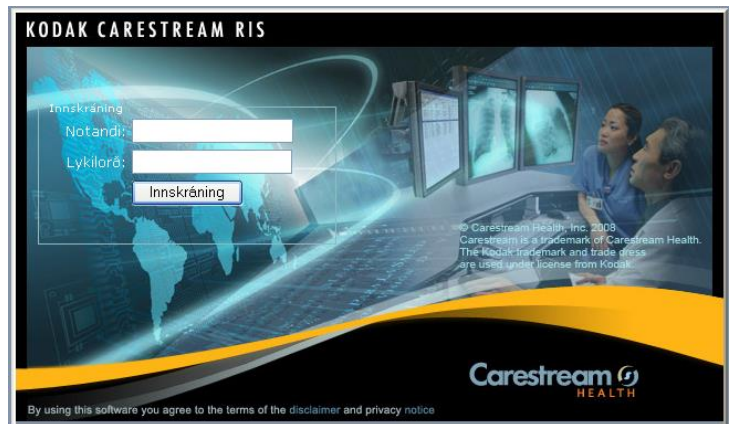 KODAK CARESTREAM RIS
Innskráning
Notandi:
Lykilorð:
Innskráning
© Carestream Health, Inc. 2008
Carestream is a trademark of Carestream Health.
The Kodak trademark and trade dress
are used under license from Kodak.
Carestream
HEALTH
By using this software you agree to the terms of the disclaimer and privacy notice